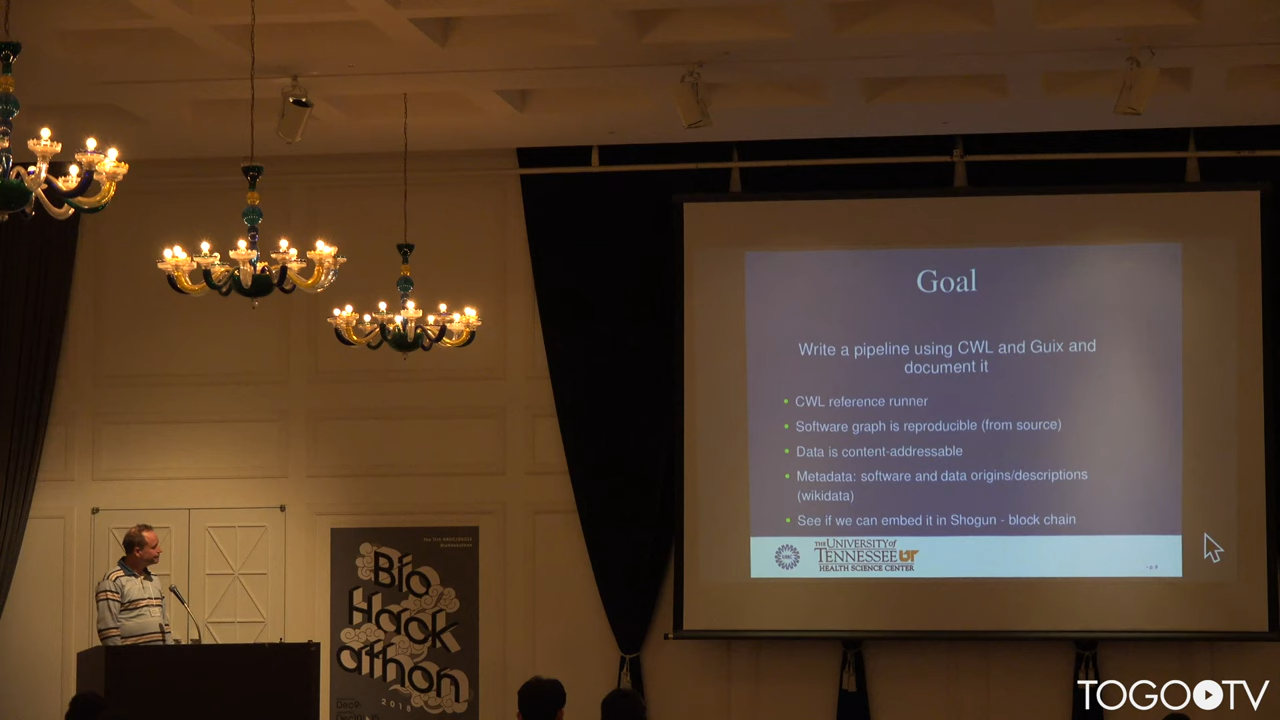 Goal
Write a pipeline using CWL and Guix and
document it
• CWL reference runner
• Software graph is reproducible (from source)
• Data is content-addressable
• Metadata: software and data origins/descriptions
(wikidata)
• See if we can embed it in Shogun - block chain
THE UNIVERSITY of
TENNESSEE UT
HEALTH SCIENCE CENTER
Bio
Hack
athon
2018
TOGO TV